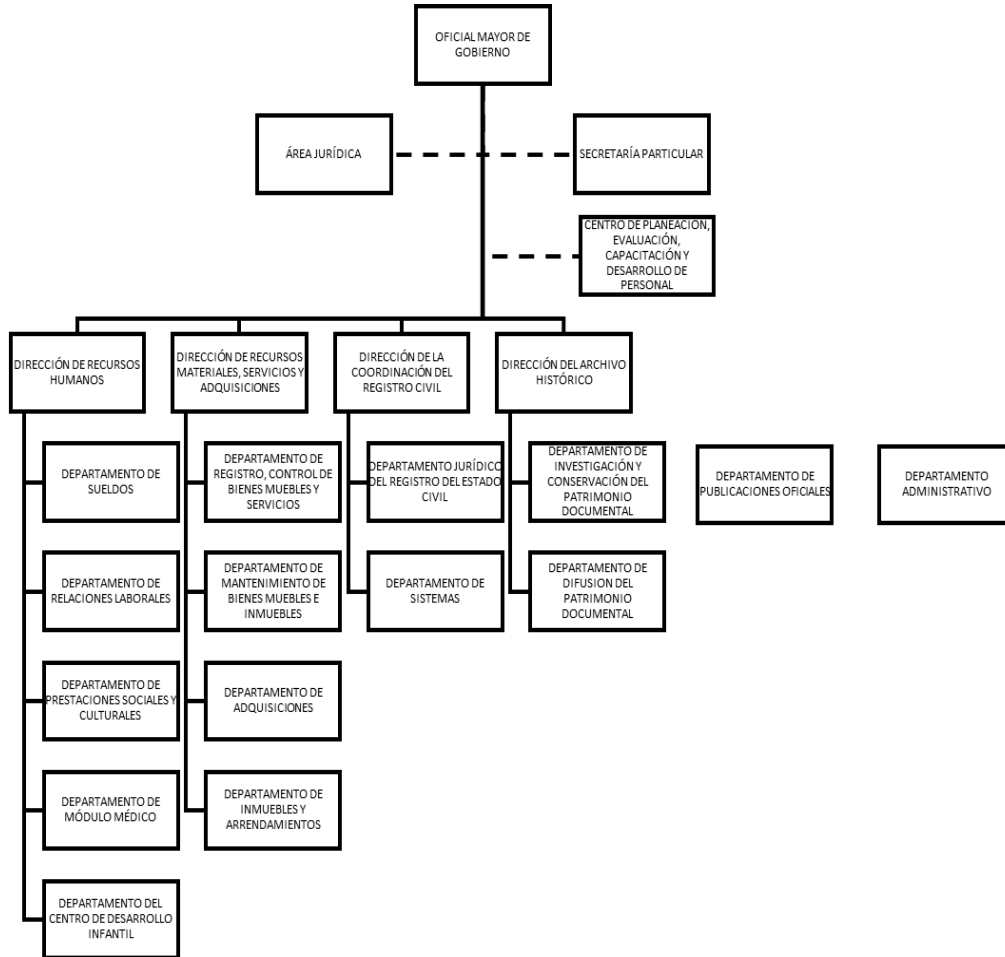 OFICIAL MAYOR DE
GOBIERNO
ÁREA JURÍDICA
SECRETARÍA PARTICULAR
CENTRO DE PLANEACION,
EVALUACIÓN,
CAPACITACIÓN Y
DESARROLLO DE
PERSONAL
DIRECCIÓN DE RECURSOS
HUMANOS
DIRECCIÓN DE RECURSOS
MATERIALES, SERVICIOS Y
ADQUISICIONES
DIRECCIÓN DE LA
COORDINACIÓN DEL
REGISTRO CIVIL
DIRECCIÓN DEL ARCHIVO
HISTÓRICO
DEPARTAMENTO DE
SUELDOS
DEPARTAMENTO DE
REGISTRO, CONTROL DE
BIENES MUEBLES Y
SERVICIOS
DEPARTAMENTO JURÍDICO
DEL REGISTRO DEL ESTADO
CIVIL
DEPARTAMENTO DE
INVESTIGACIÓN Y
CONSERVACIÓN DEL
PATRIMONIO
DOCUMENTAL
DEPARTAMENTO DE
PUBLICACIONES OFICIALES
DEPARTAMENTO
ADMINISTRATIVO
DEPARTAMENTO DE
RELACIONES LABORALES
DEPARTAMENTO DE
MANTENIMIENTO DE
BIENES MUEBLES E
INMUEBLES
DEPARTAMENTO DE
SISTEMAS
DEPARTAMENTO DE
DIFUSION DEL
PATRIMONIO
DOCUMENTAL
DEPARTAMENTO DE
PRESTACIONES SOCIALES Y
CULTURALES
DEPARTAMENTO DE
ADQUISICIONES
DEPARTAMENTO DE
MÓDULO MÉDICO
DEPARTAMENTO DE
INMUEBLES Y
ARRENDAMIENTOS
DEPARTAMENTO DEL
CENTRO DE DESARROLLO
INFANTIL